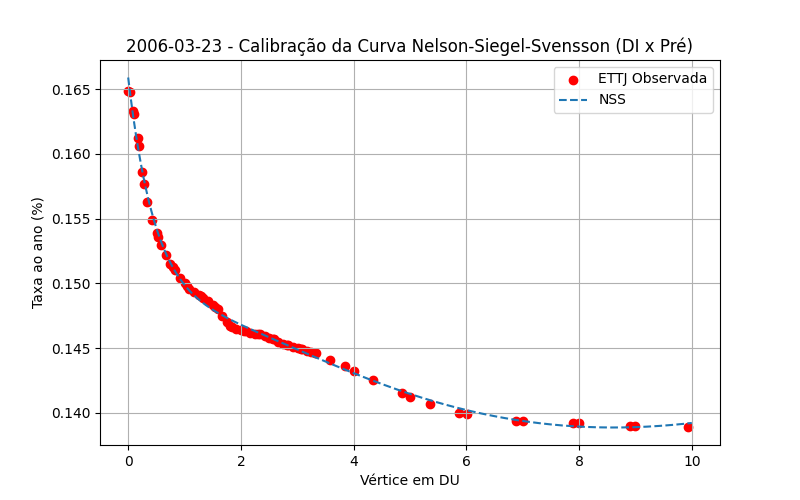 2006-03-23 - Calibração da Curva Nelson-Siegel-Svensson (DI x Pré)
ETTJ Observada
NSS
Taxa ao ano (%)
0.165
0.160
0.155
0.150
0.145
0.140
0 2 4 6 8 10
Vértice em DU